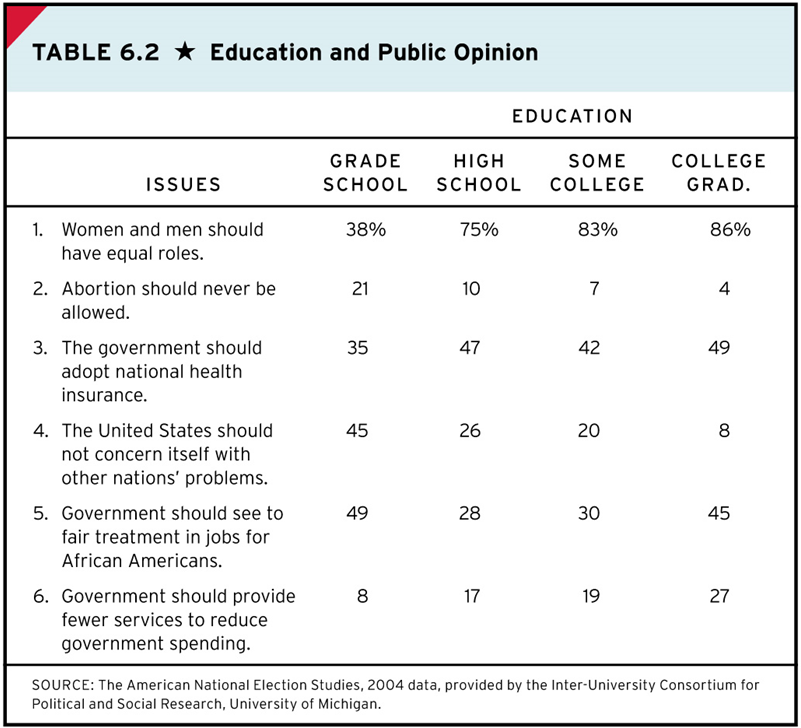 TABLE 6.2 ★ Education and Public Opinion
EDUCATION
ISSUES GRADE SCHOOL HIGH SCHOOL SOME COLLEGE COLLEGE GRAD.
1. Women and men should 38% 75% 83% 86%
have equal roles.
2. Abortion should never be 21 10 7 4
allowed.
3. The government should 35 47 42 49
adopt national health
insurance.
4. The United States should 45 26 20 8
not concern itself with
other nations’ problems.
5. Government should see to 49 28 30 45
fair treatment in jobs for
African Americans.
6. Government should provide 8 17 19 27
fewer services to reduce
government spending.
SOURCE: The American National Election Studies, 2004 data, provided by the Inter-University Consortium for
Political and Social Research, University of Michigan.